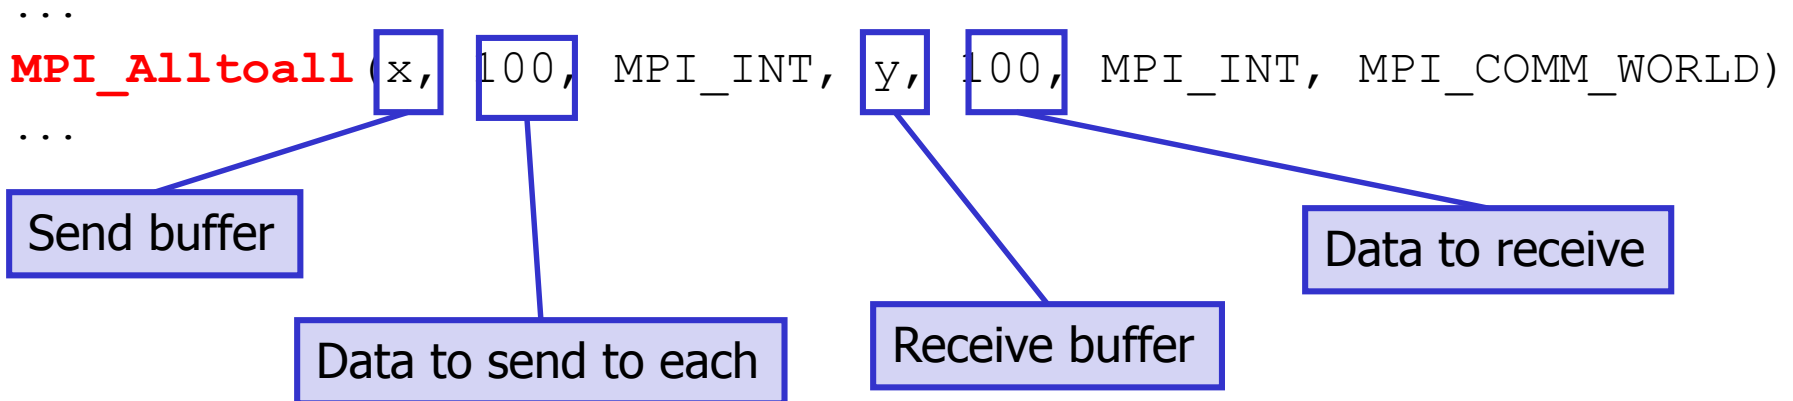 ...
MPI_Alltoall(x, 100, MPI_INT, y, 100, MPI_INT, MPI_COMM_WORLD)
...
Send buffer
Data to receive
Receive buffer
Data to send to each